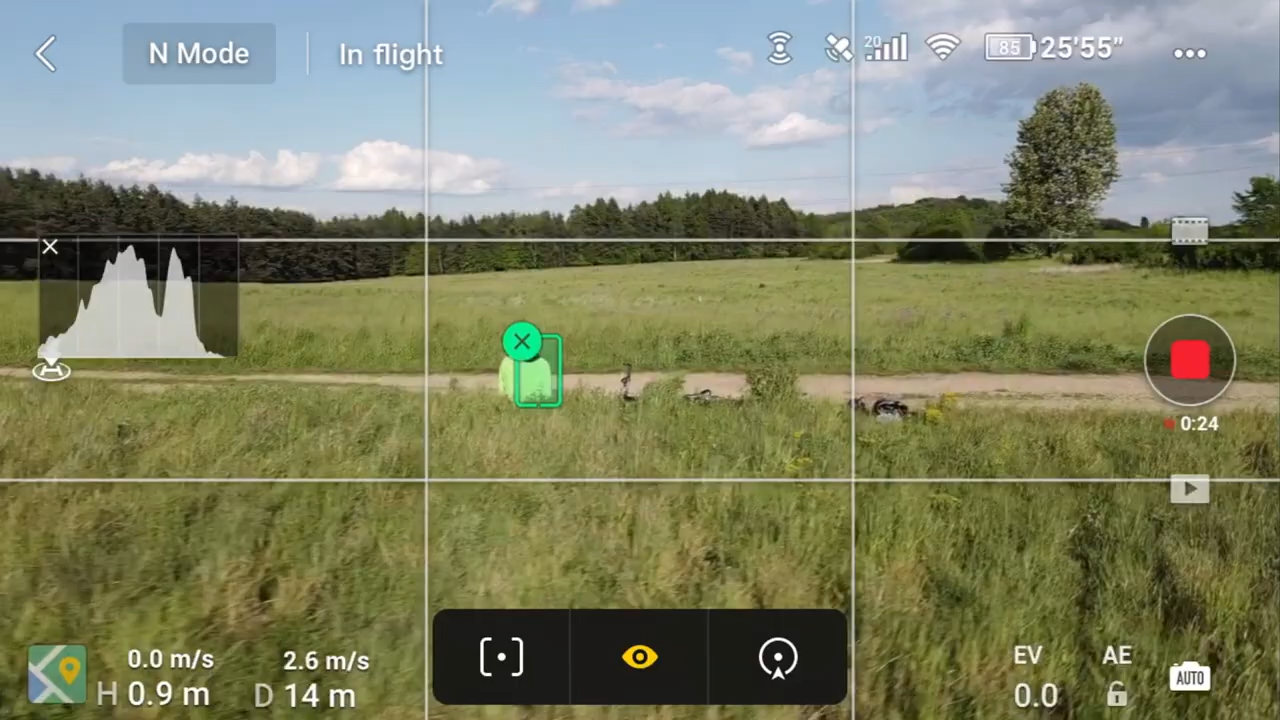 N Mode
In flight
20
85
25'55”
0:24
0.0 m/s
2.6 m/s
H 0.9 m
D 14 m
EV
AE
0.0
AUTO